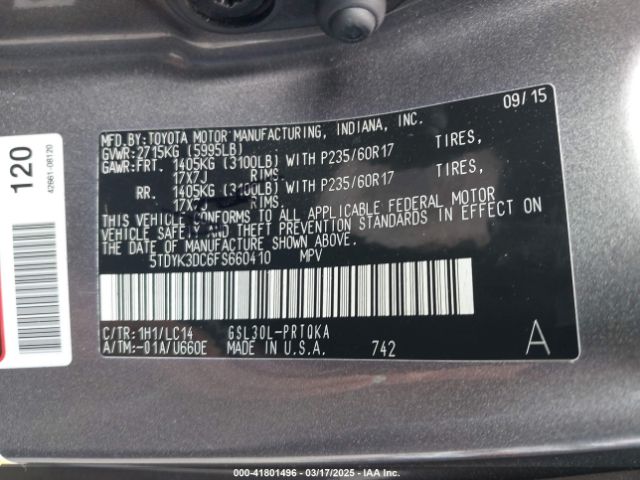 09/15
MFD.BY:TOYOTA MOTOR MANUFACTURING, INDIANA, INC.
GVWR:2715KG (5995LB)
GAWR:FRT. 1405KG (3100LB) WITH P235/60R17 TIRES,
17X7J RIMS.
RR. 1405KG (3100LB) WITH P235/60R17 TIRES,
17X7J RIMS.
THIS VEHICLE CONFORMS TO ALL APPLICABLE FEDERAL MOTOR
VEHICLE SAFETY AND THEFT PREVENTION STANDARDS IN EFFECT ON
THE DATE OF MANUFACTURE SHOWN ABOVE.
5TDYK3DC6FS660410 MPV
C/TR:1H1/LC14 GSL30L-PRTQKA
A/TM:-01A/U660E MADE IN U.S.A. 742 A
120
42661-08120
000-41801496 — 03/17/2025 — IAA Inc.